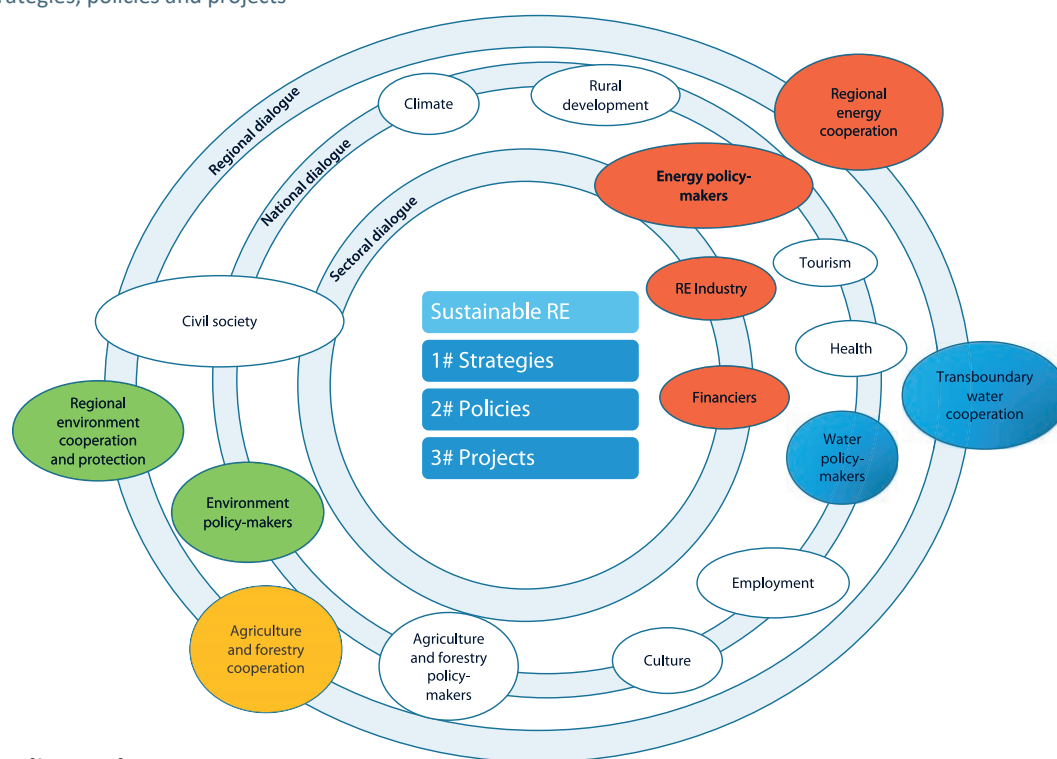 strategies, policies and projects
Regional dialogue
National dialogue
Sectoral dialogue
Climate
Rural
development
Regional
energy
cooperation
Energy policy-
makers
Tourism
RE Industry
Civil society
Sustainable RE
1# Strategies
2# Policies
3# Projects
Health
Financiers
Transboundary
water
cooperation
Regional
environment
cooperation
and protection
Water
policy-
makers
Environment
policy-makers
Employment
Agriculture
and forestry
cooperation
Agriculture
and forestry
policy-
makers
Culture